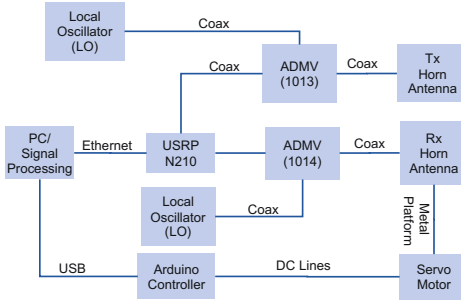 Local
Oscillator
(LO)
Coax
Coax
ADMV
(1013)
Coax
Tx
Horn
Antenna
PC/
Signal
Processing
Ethernet
USRP
N210
ADMV
(1014)
Coax
Rx
Horn
Antenna
Local
Oscillator
(LO)
Coax
Metal
Platform
USB
Arduino
Controller
DC Lines
Servo
Motor